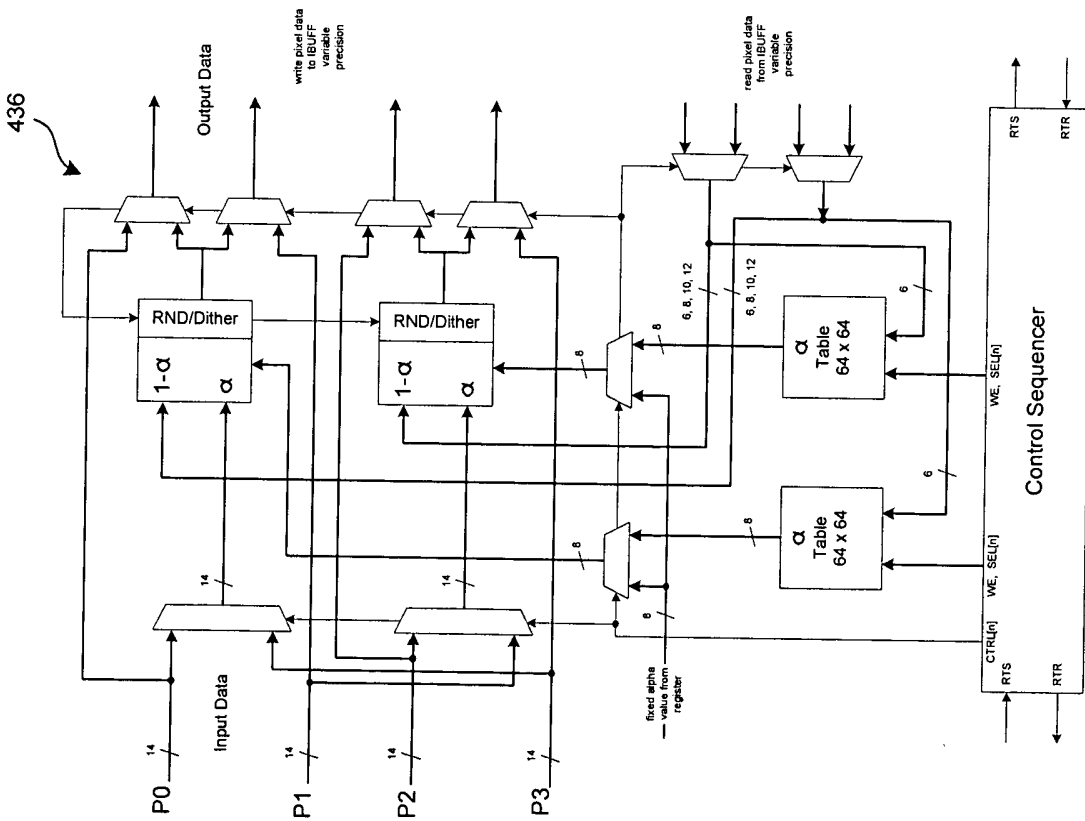 436
P0
14
Input Data
P1
14
P2
14
P3
14
14
14
1-α
α
RND/Dither
1-α
α
RND/Dither
Output Data
write pixel data
to IBUFF
variable
precision
read pixel data
from IBUFF
variable
precision
fixed alpha
value from
register
8
8
8
8
8
6, 8, 10, 12
6, 8, 10, 12
6
6
α
Table
64 x 64
α
Table
64 x 64
RTS
RTR
CTRL[n]
WE, SEL[n]
WE, SEL[n]
RTS
RTR
Control Sequencer